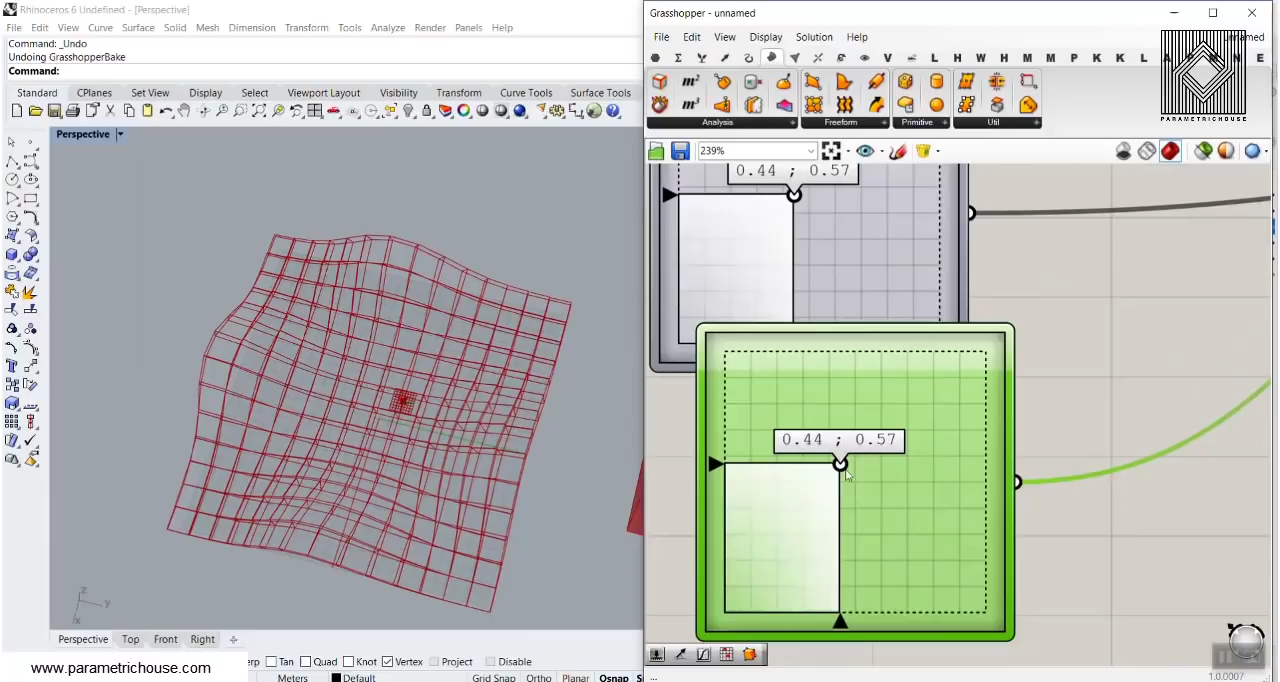 Rhinoceros 6 Undefined - [Perspective]
File Edit View Curve Surface Solid Mesh Dimension Transform Tools Analyze Render Panels Help
Command: _Undo
Undoing GrasshopperBake
Command:
Standard CPlanes Set View Display Select Viewport Layout Visibility Transform Curve Tools Surface Tools
Perspective
z
y
x
Perspective Top Front Right
Tan Quad Knot Vertex Project Disable
www.parametrichouse.com
Meters Default Grid Snap Ortho Planar Osnap
Grasshopper - unnamed
File Edit View Display Solution Help
Σ V L H W H M M P K K L E
m²
m³
Analysis Freeform Primitive Util
PARAMETRICHOUSE
239%
0.44 ; 0.57
0.44 ; 0.57
...
1.0.0007